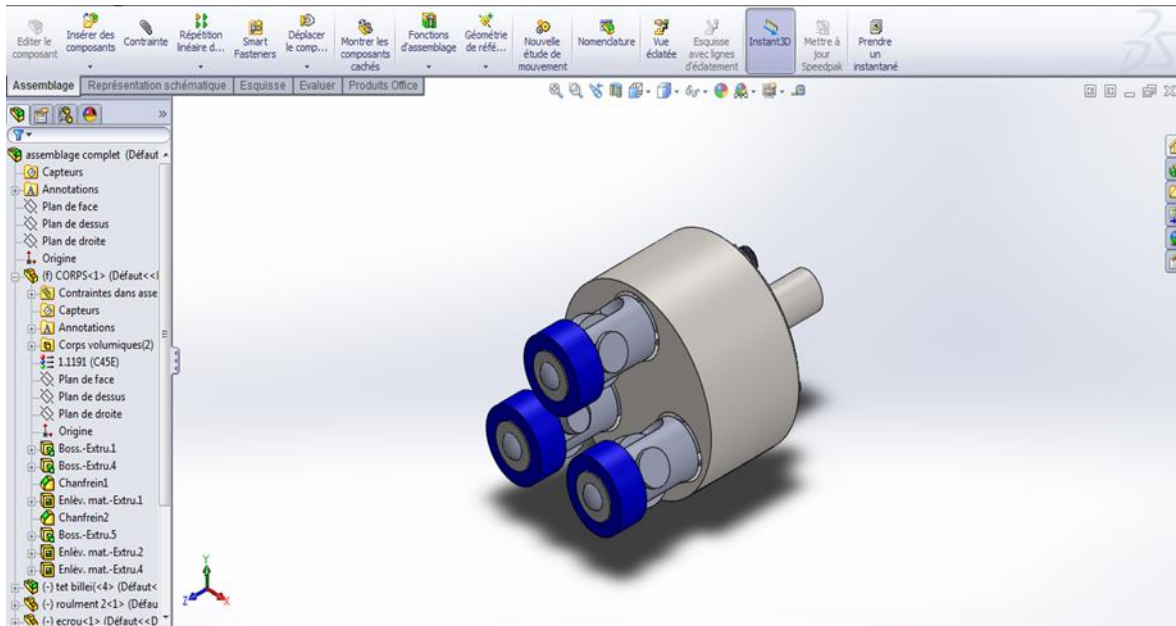 Editer le composant
Insérer des composants
Contrainte
Répétition linéaire d...
Smart Fasteners
Déplacer le comp...
Montrer les composants cachés
Fonctions d'assemblage
Géométrie de réfé...
Nouvelle étude de mouvement
Nomenclature
Vue éclatée
Esquisse avec lignes d'éclatement
Instant3D
Mettre à jour Speedpak
Prendre un instantané
Assemblage
Représentation schématique
Esquisse
Evaluer
Produits Office
assemblage complet (Défaut
Capteurs
Annotations
Plan de face
Plan de dessus
Plan de droite
Origine
(f) CORPS<1> (Défaut<<
Contraintes dans asse
Capteurs
Annotations
Corps volumiques(2)
1.1191 (C45E)
Plan de face
Plan de dessus
Plan de droite
Origine
Boss.-Extru.1
Boss.-Extru.4
Chanfrein1
Enlèv. mat.-Extru.1
Chanfrein2
Boss.-Extru.5
Enlèv. mat.-Extru.2
Enlèv. mat.-Extru.4
(-) tet billei(<4> (Défaut<
(-) roulment 2<1> (Défau
(-) ecrou<1> (Défaut<<D
Y
Z
X